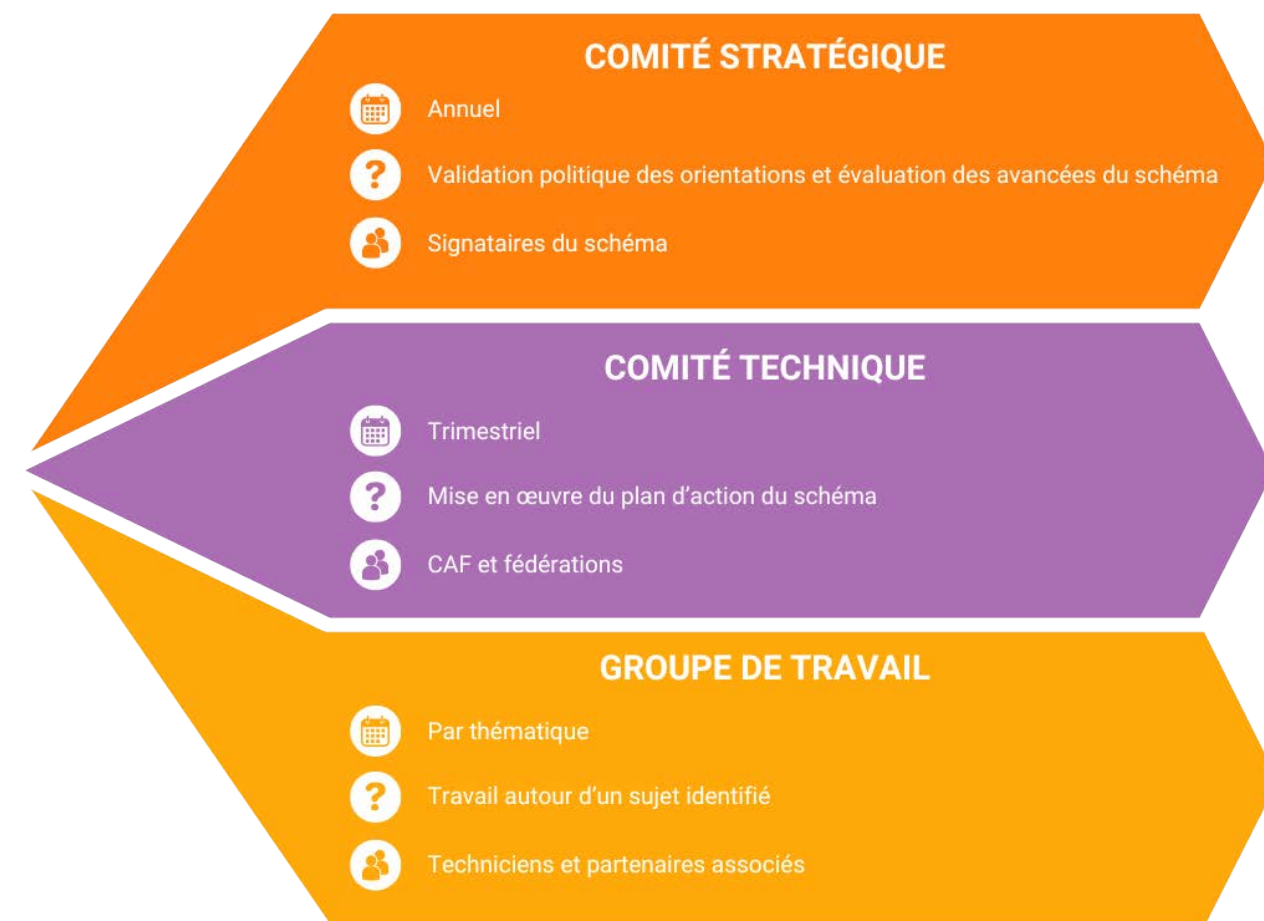 COMITÉ STRATÉGIQUE
Annuel
Validation politique des orientations et évaluation des avancées du schéma
Signataires du schéma
COMITÉ TECHNIQUE
Trimestriel
Mise en œuvre du plan d’action du schéma
CAF et fédérations
GROUPE DE TRAVAIL
Par thématique
Travail autour d’un sujet identifié
Techniciens et partenaires associés